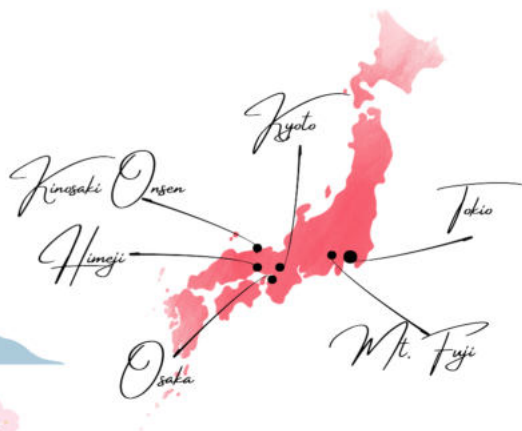 Kyoto
Kinosaki Onsen
Tokio
Himeji
Mt. Fuji
Osaka